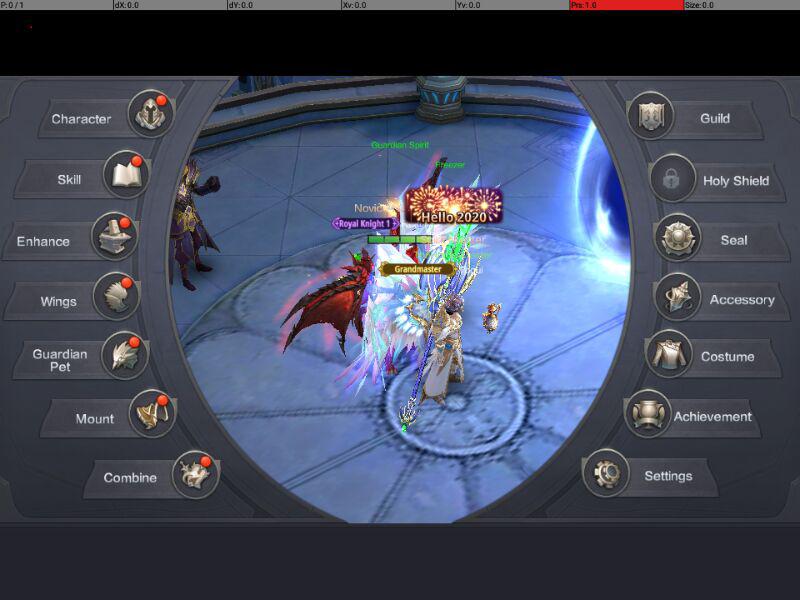 P: 0 / 1
dX: 0.0
dY: 0.0
Xv: 0.0
Yv: 0.0
Prs: 1.0
Size: 0.0
Character
Skill
Enhance
Wings
Guardian
Pet
Mount
Combine
Guardian Spirit
Freezer
Novic
Hello 2020
Royal Knight 1
Grandmaster
Guild
Holy Shield
Seal
Accessory
Costume
Achievement
Settings